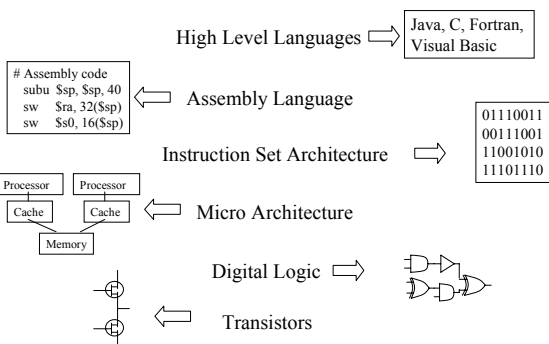 High Level Languages
Java, C, Fortran,
Visual Basic
# Assembly code
subu $sp, $sp, 40
sw $ra, 32($sp)
sw $s0, 16($sp)
Assembly Language
Instruction Set Architecture
01110011
00111001
11001010
11101110
Processor Processor
Cache Cache
Memory
Micro Architecture
Digital Logic
Transistors